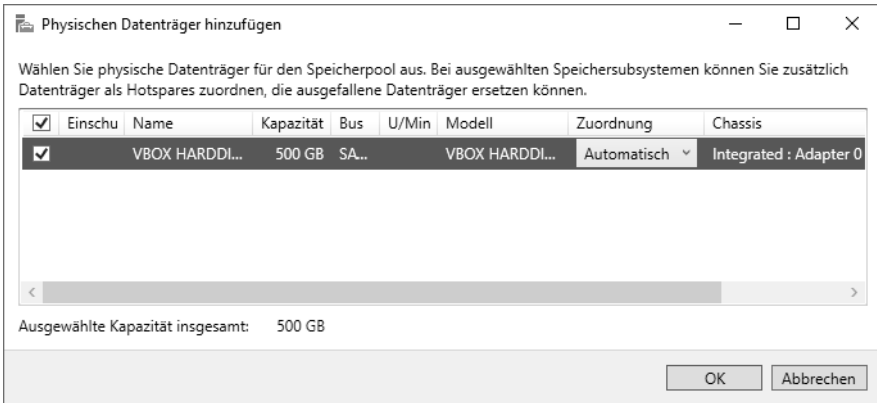 Physischen Datenträger hinzufügen
Wählen Sie physische Datenträger für den Speicherpool aus. Bei ausgewählten Speichersubsystemen können Sie zusätzlich
Datenträger als Hotspares zuordnen, die ausgefallene Datenträger ersetzen können.
Einschu Name Kapazität Bus U/Min Modell Zuordnung Chassis
VBOX HARDDI... 500 GB SA... VBOX HARDDI... Automatisch Integrated : Adapter 0
Ausgewählte Kapazität insgesamt: 500 GB
OK Abbrechen